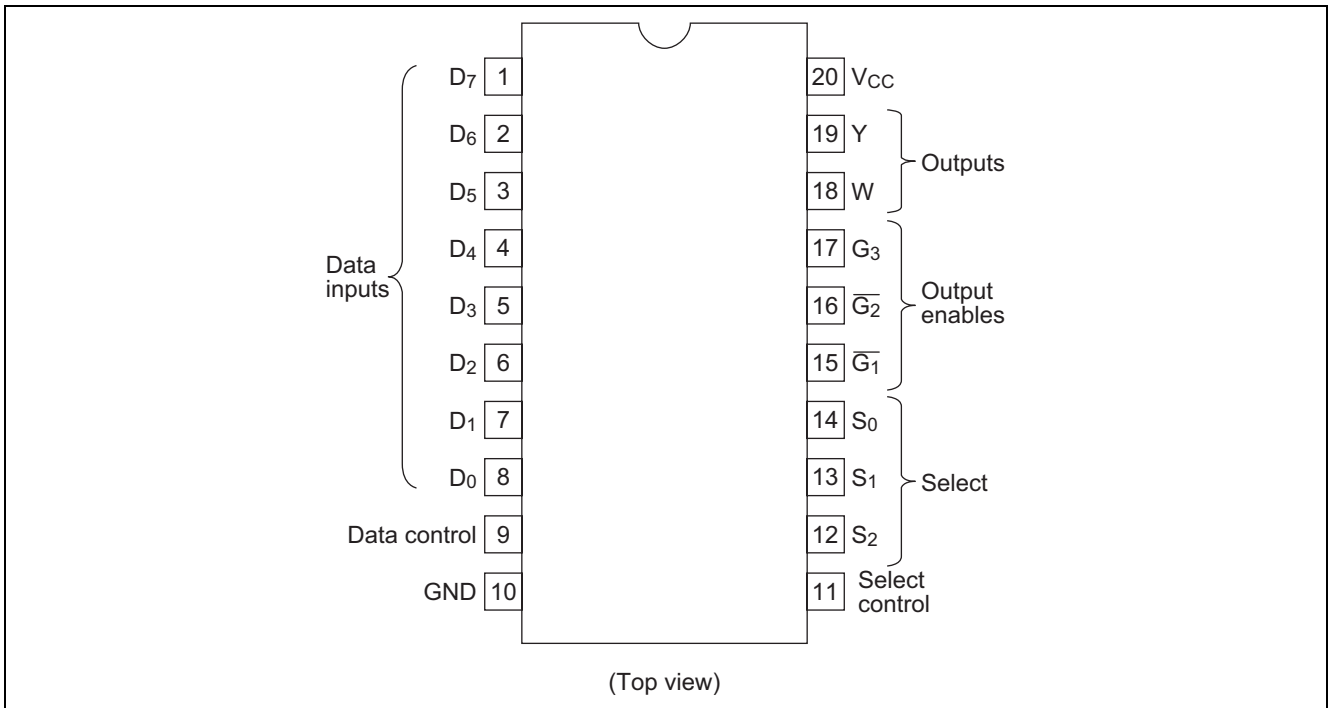 D7 1
D6 2
D5 3
D4 4
D3 5
D2 6
D1 7
D0 8
Data control 9
GND 10
Data
inputs
20 VCC
19 Y
18 W
17 G3
16 G2
15 G1
14 S0
13 S1
12 S2
11 Select
control
Outputs
Output
enables
Select
(Top view)